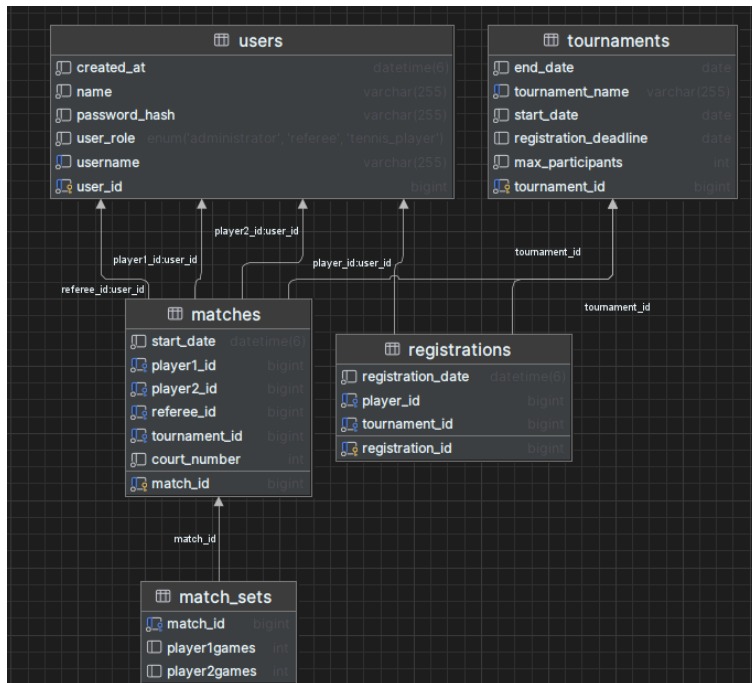 users
created_at datetime(6)
name varchar(255)
password_hash varchar(255)
user_role enum('administrator', 'referee', 'tennis_player')
username varchar(255)
user_id bigint
tournaments
end_date date
tournament_name varchar(255)
start_date date
registration_deadline date
max_participants int
tournament_id bigint
player2_id:user_id
player1_id:user_id
player_id:user_id
tournament_id
referee_id:user_id
tournament_id
matches
start_date datetime(6)
player1_id bigint
player2_id bigint
referee_id bigint
tournament_id bigint
court_number int
match_id bigint
registrations
registration_date datetime(6)
player_id bigint
tournament_id bigint
registration_id bigint
match_id
match_sets
match_id bigint
player1games int
player2games int